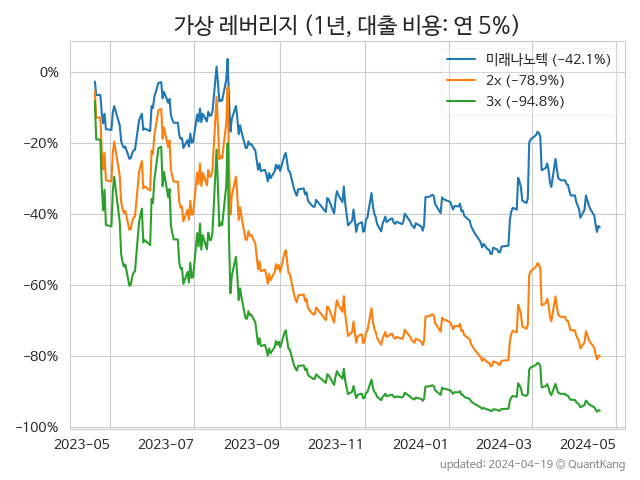 가상 레버리지 (1년, 대출 비용: 연 5%)
미래나노텍 (−42.1%)
2x (−78.9%)
3x (−94.8%)
0%
−20%
−40%
−60%
−80%
−100%
2023-05 2023-07 2023-09 2023-11 2024-01 2024-03 2024-05
updated: 2024-04-19 © QuantKang